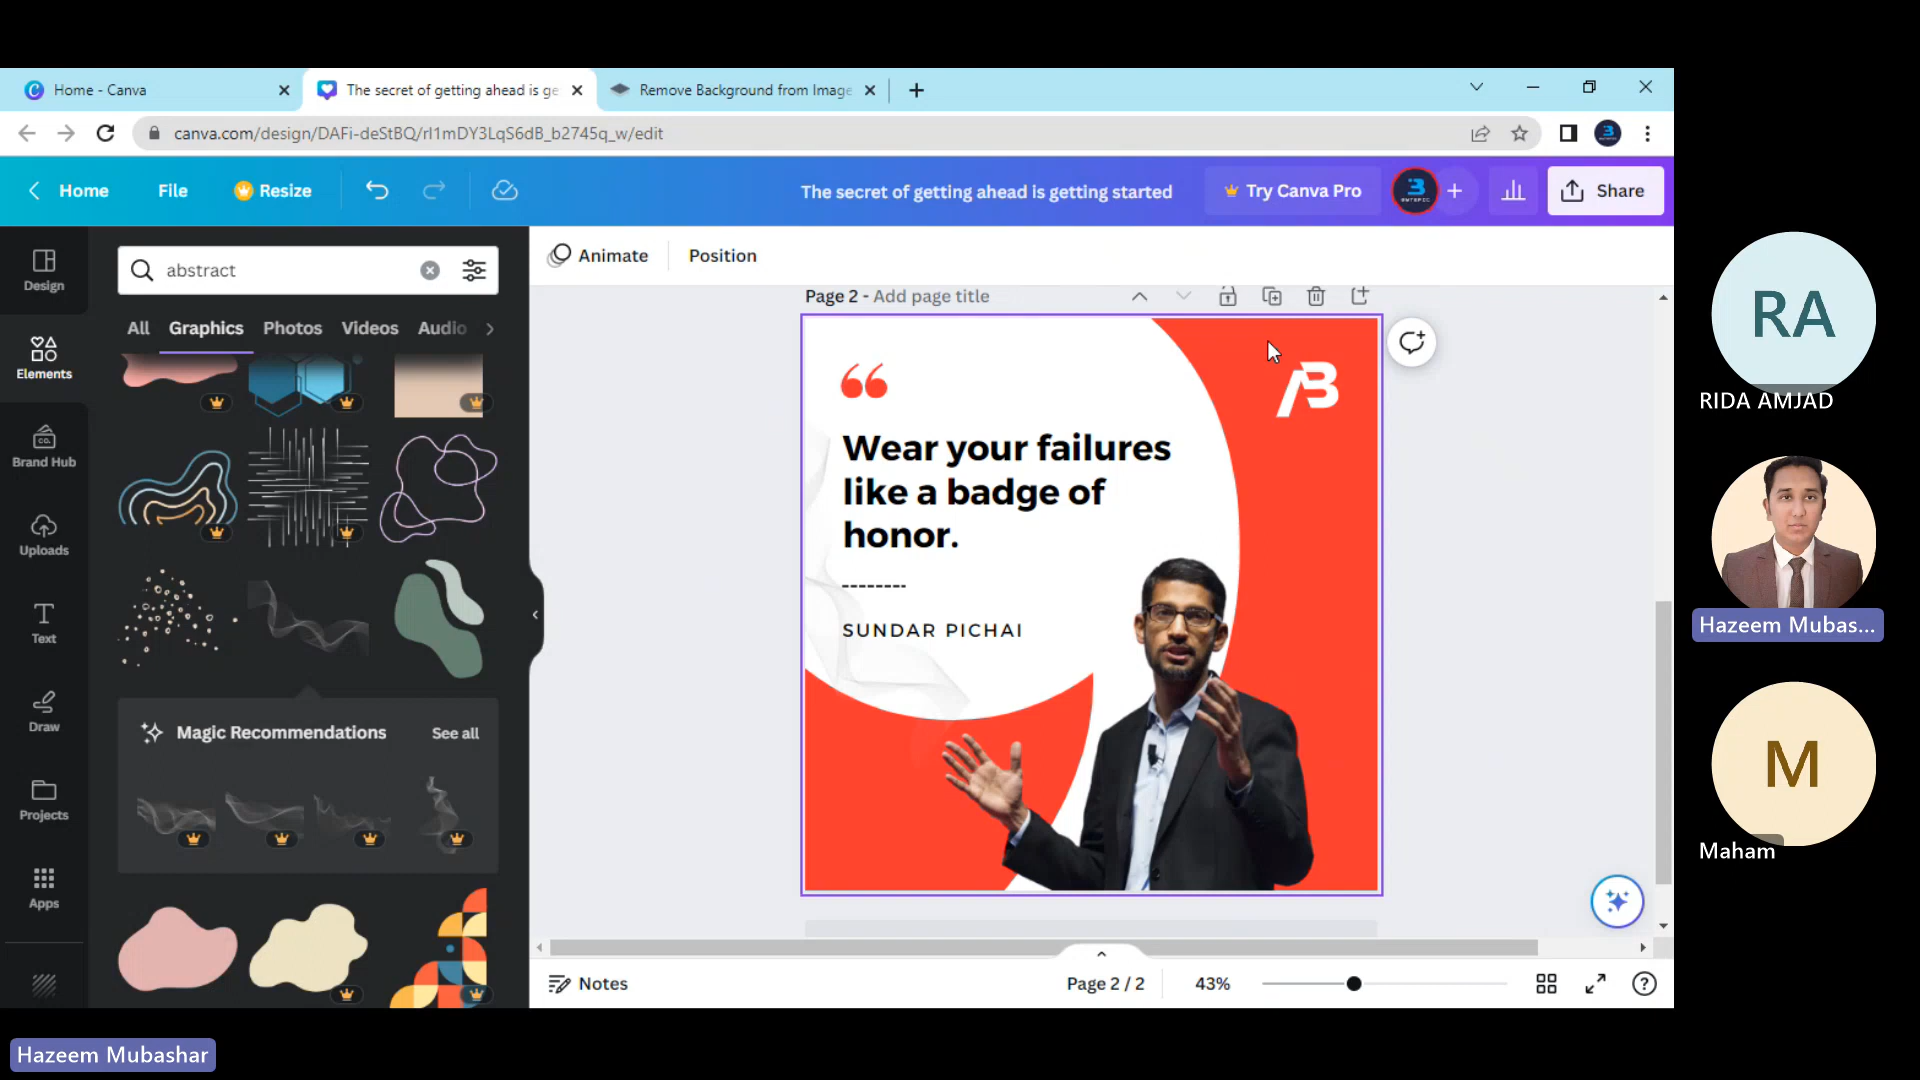 Home - Canva
The secret of getting ahead is ge
Remove Background from Image
canva.com/design/DAFi-deStBQ/rl1mDY3LqS6dB_b2745q_w/edit
Home
File
Resize
The secret of getting ahead is getting started
Try Canva Pro
Share
Design
Elements
Brand Hub
Uploads
Text
Draw
Projects
Apps
abstract
All
Graphics
Photos
Videos
Audio
Magic Recommendations
See all
Animate
Position
Page 2 - Add page title
AB
Wear your failures
like a badge of
honor.
--------
SUNDAR PICHAI
Notes
Page 2 / 2
43%
RA
RIDA AMJAD
Hazeem Mubas...
M
Maham
Hazeem Mubashar